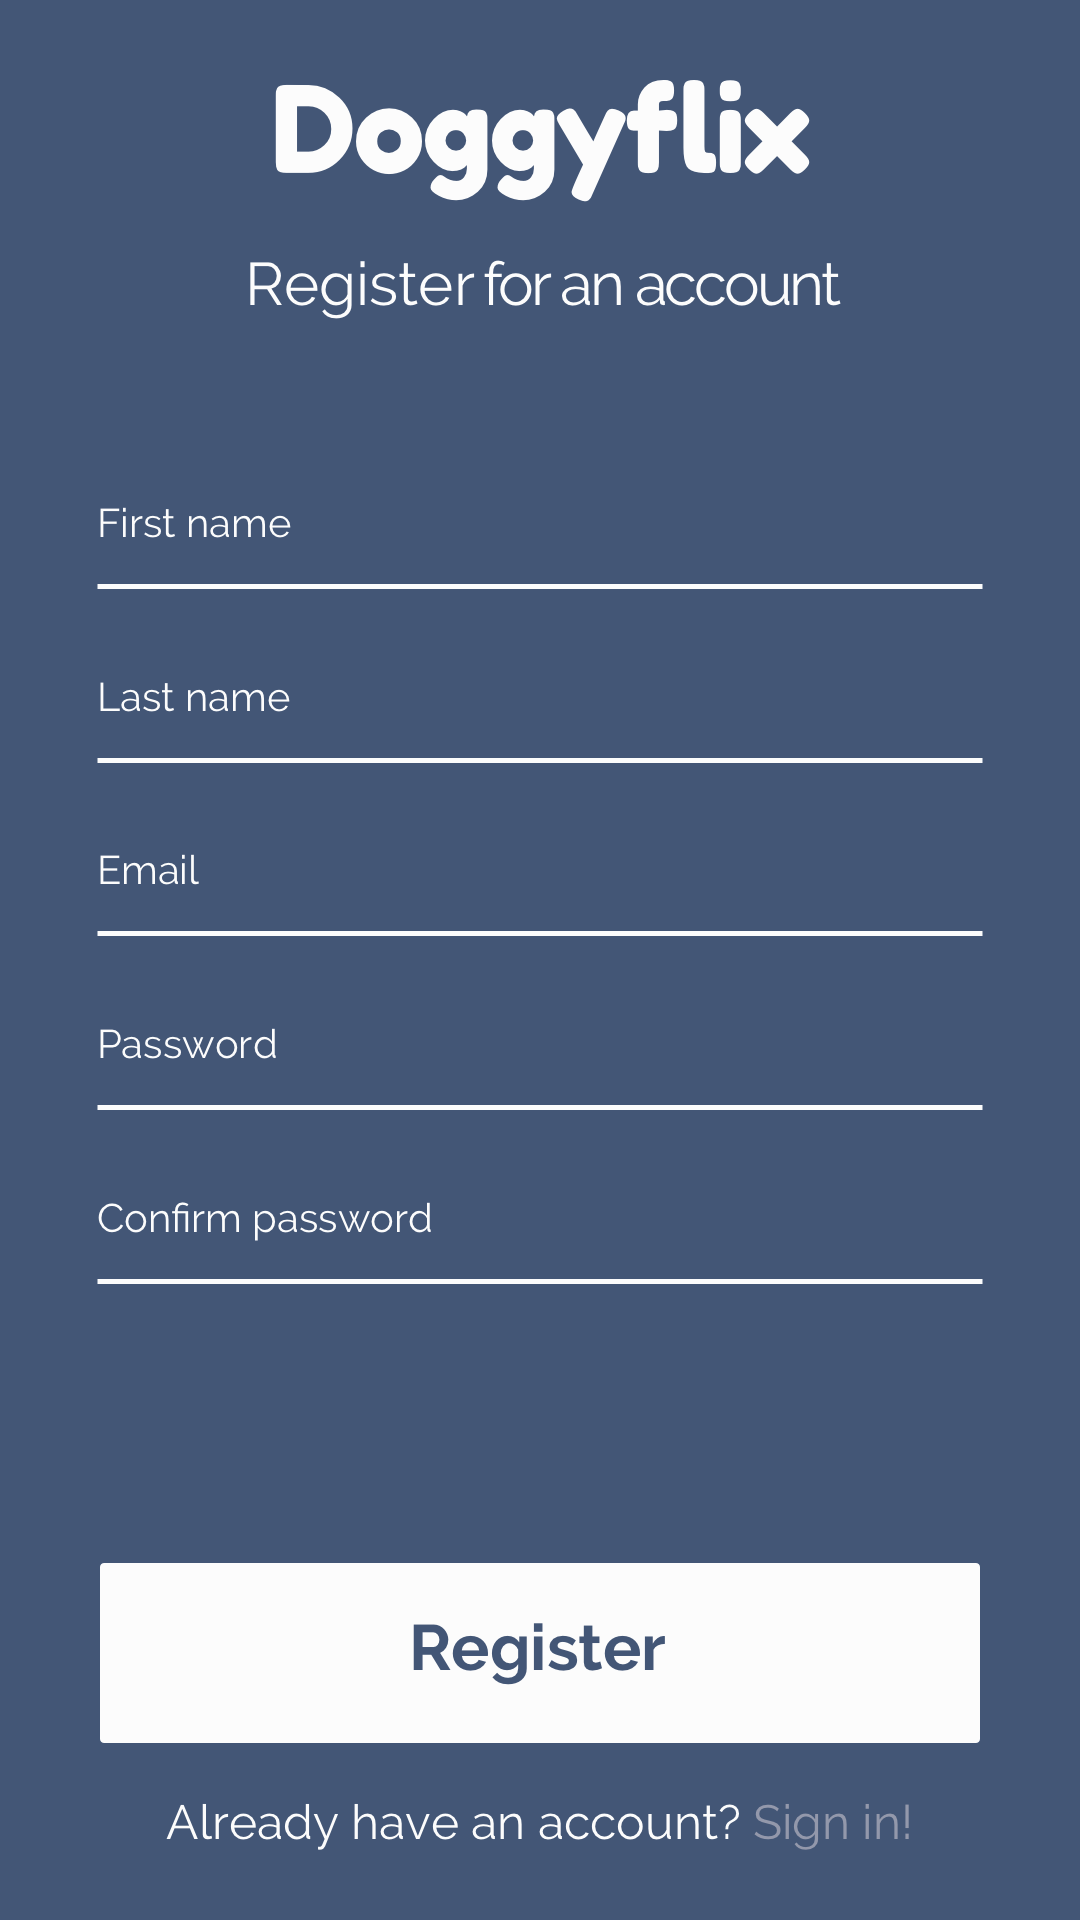 Doggyflix
Register for an account
First name
Last name
Email
Password
Confirm password
Register
Already have an account? Sign in!